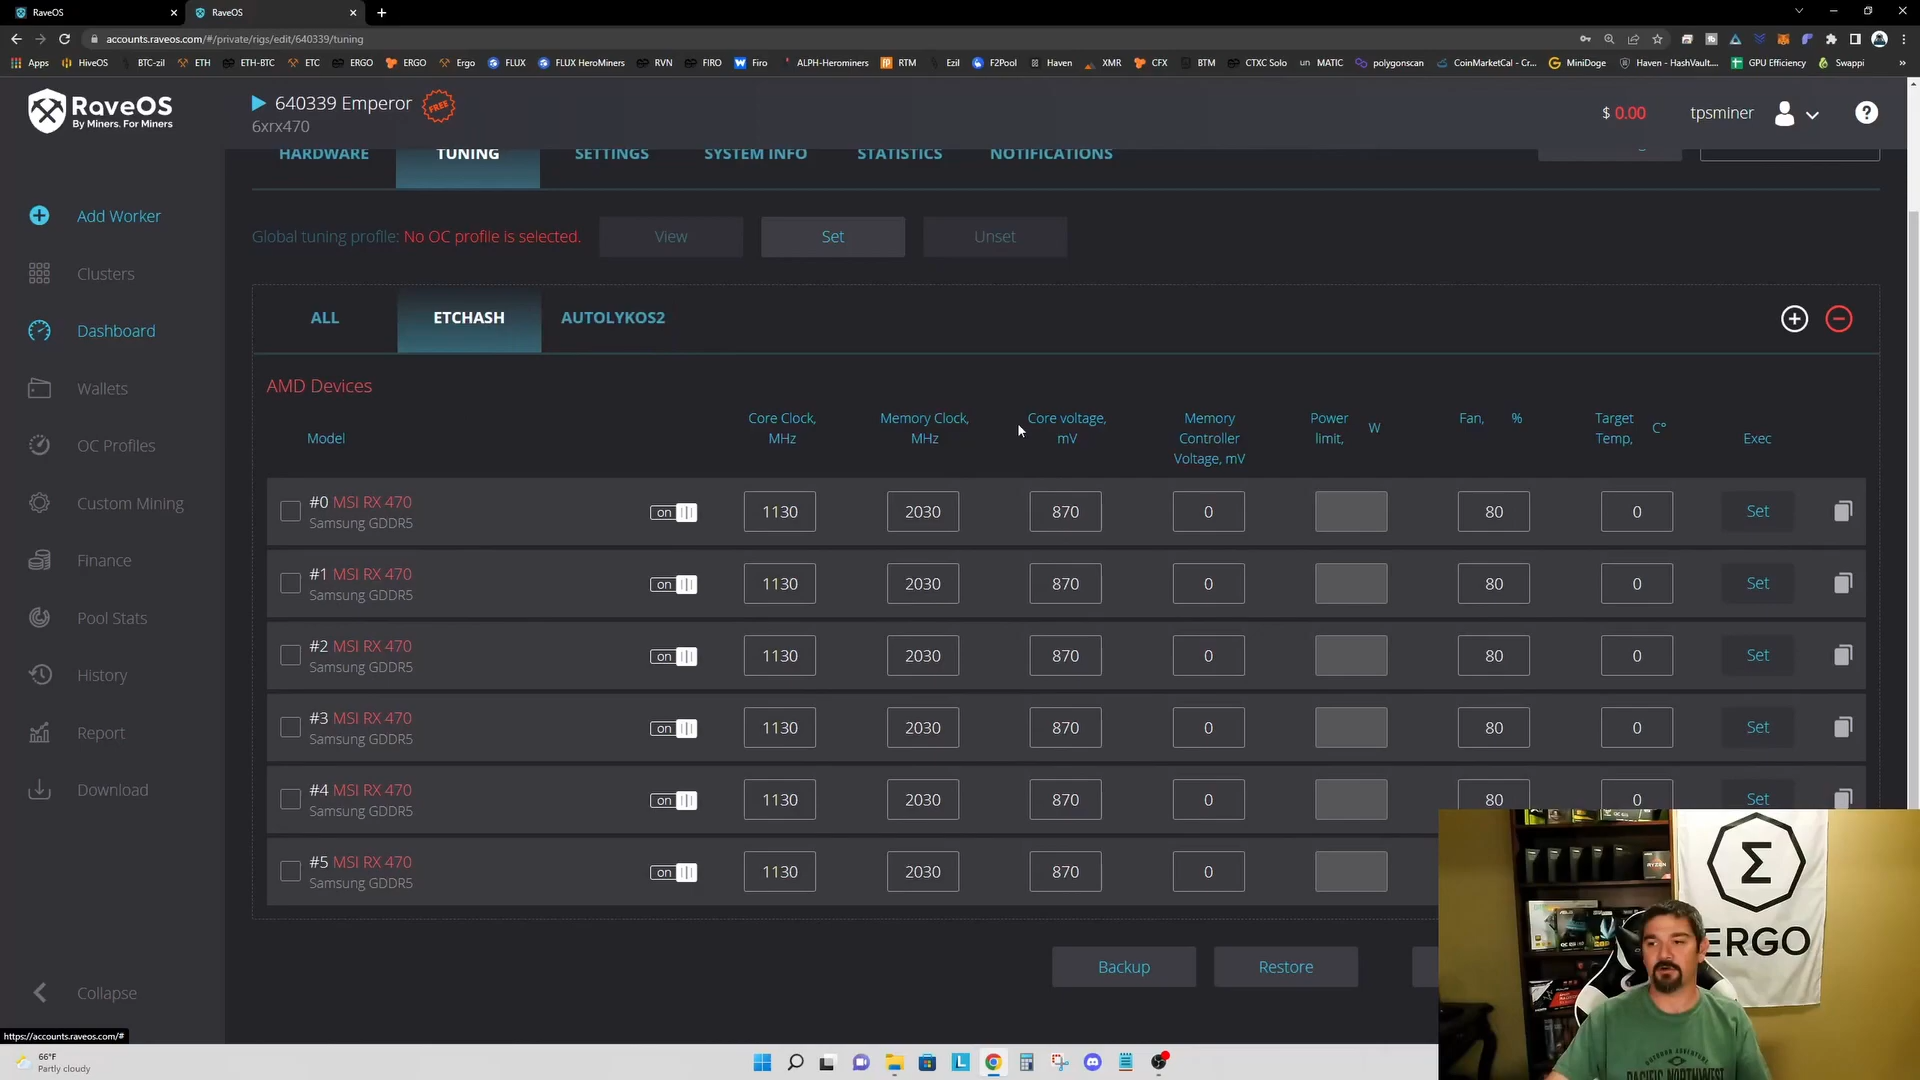 RaveOS
RaveOS
accounts.raveos.com/#/private/rigs/edit/640339/tuning
Apps HiveOS BTC-zil ETH ETH-BTC ETC ERGO ERGO Ergo FLUX FLUX HeroMiners RVN FIRO Firo ALPH-Herominers RTM Ezil F2Pool Haven XMR CFX BTM CTXC Solo MATIC polygonscan CoinMarketCal - Cr... MiniDoge Haven - HashVault.... GPU Efficiency Swappi
RaveOS
By Miners. For Miners
640339 Emperor FREE
6xrx470
$ 0.00
tpsminer
HARDWARE TUNING SETTINGS SYSTEM INFO STATISTICS NOTIFICATIONS
Add Worker
Clusters
Dashboard
Wallets
OC Profiles
Custom Mining
Finance
Pool Stats
History
Report
Download
Collapse
Global tuning profile: No OC profile is selected. View Set Unset
ALL ETCHASH AUTOLYKOS2
AMD Devices
Model
Core Clock, MHz
Memory Clock, MHz
Core voltage, mV
Memory Controller Voltage, mV
Power limit, W
Fan, %
Target Temp, C°
Exec
#0 MSI RX 470 on 1130 2030 870 0 80 0 Set
Samsung GDDR5
#1 MSI RX 470 on 1130 2030 870 0 80 0 Set
Samsung GDDR5
#2 MSI RX 470 on 1130 2030 870 0 80 0 Set
Samsung GDDR5
#3 MSI RX 470 on 1130 2030 870 0 80 0 Set
Samsung GDDR5
#4 MSI RX 470 on 1130 2030 870 0 80 0 Set
Samsung GDDR5
#5 MSI RX 470 on 1130 2030 870 0
Samsung GDDR5
Backup Restore
ERGO
RYZEN
PACIFIC NORTHWEST
https://accounts.raveos.com/#
66°F
Partly cloudy